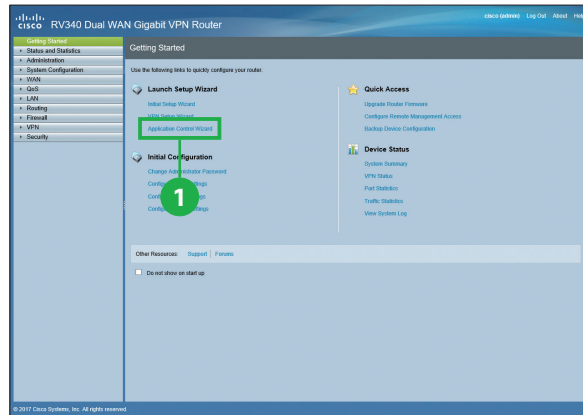 cisco RV340 Dual WAN Gigabit VPN Router
cisco (admin) Log Out About Help
Getting Started
Status and Statistics
Administration
System Configuration
WAN
QoS
LAN
Routing
Firewall
VPN
Security
Getting Started
Use the following links to quickly configure your router:
Launch Setup Wizard
Initial Setup Wizard
VPN Setup Wizard
Application Control Wizard
Initial Configuration
Change Administrator Password
1
Quick Access
Upgrade Router Firmware
Configure Remote Management Access
Backup Device Configuration
Device Status
System Summary
VPN Status
Port Statistics
Traffic Statistics
View System Log
Other Resources: Support | Forums
Do not show on start up
© 2017 Cisco Systems, Inc. All rights reserved.